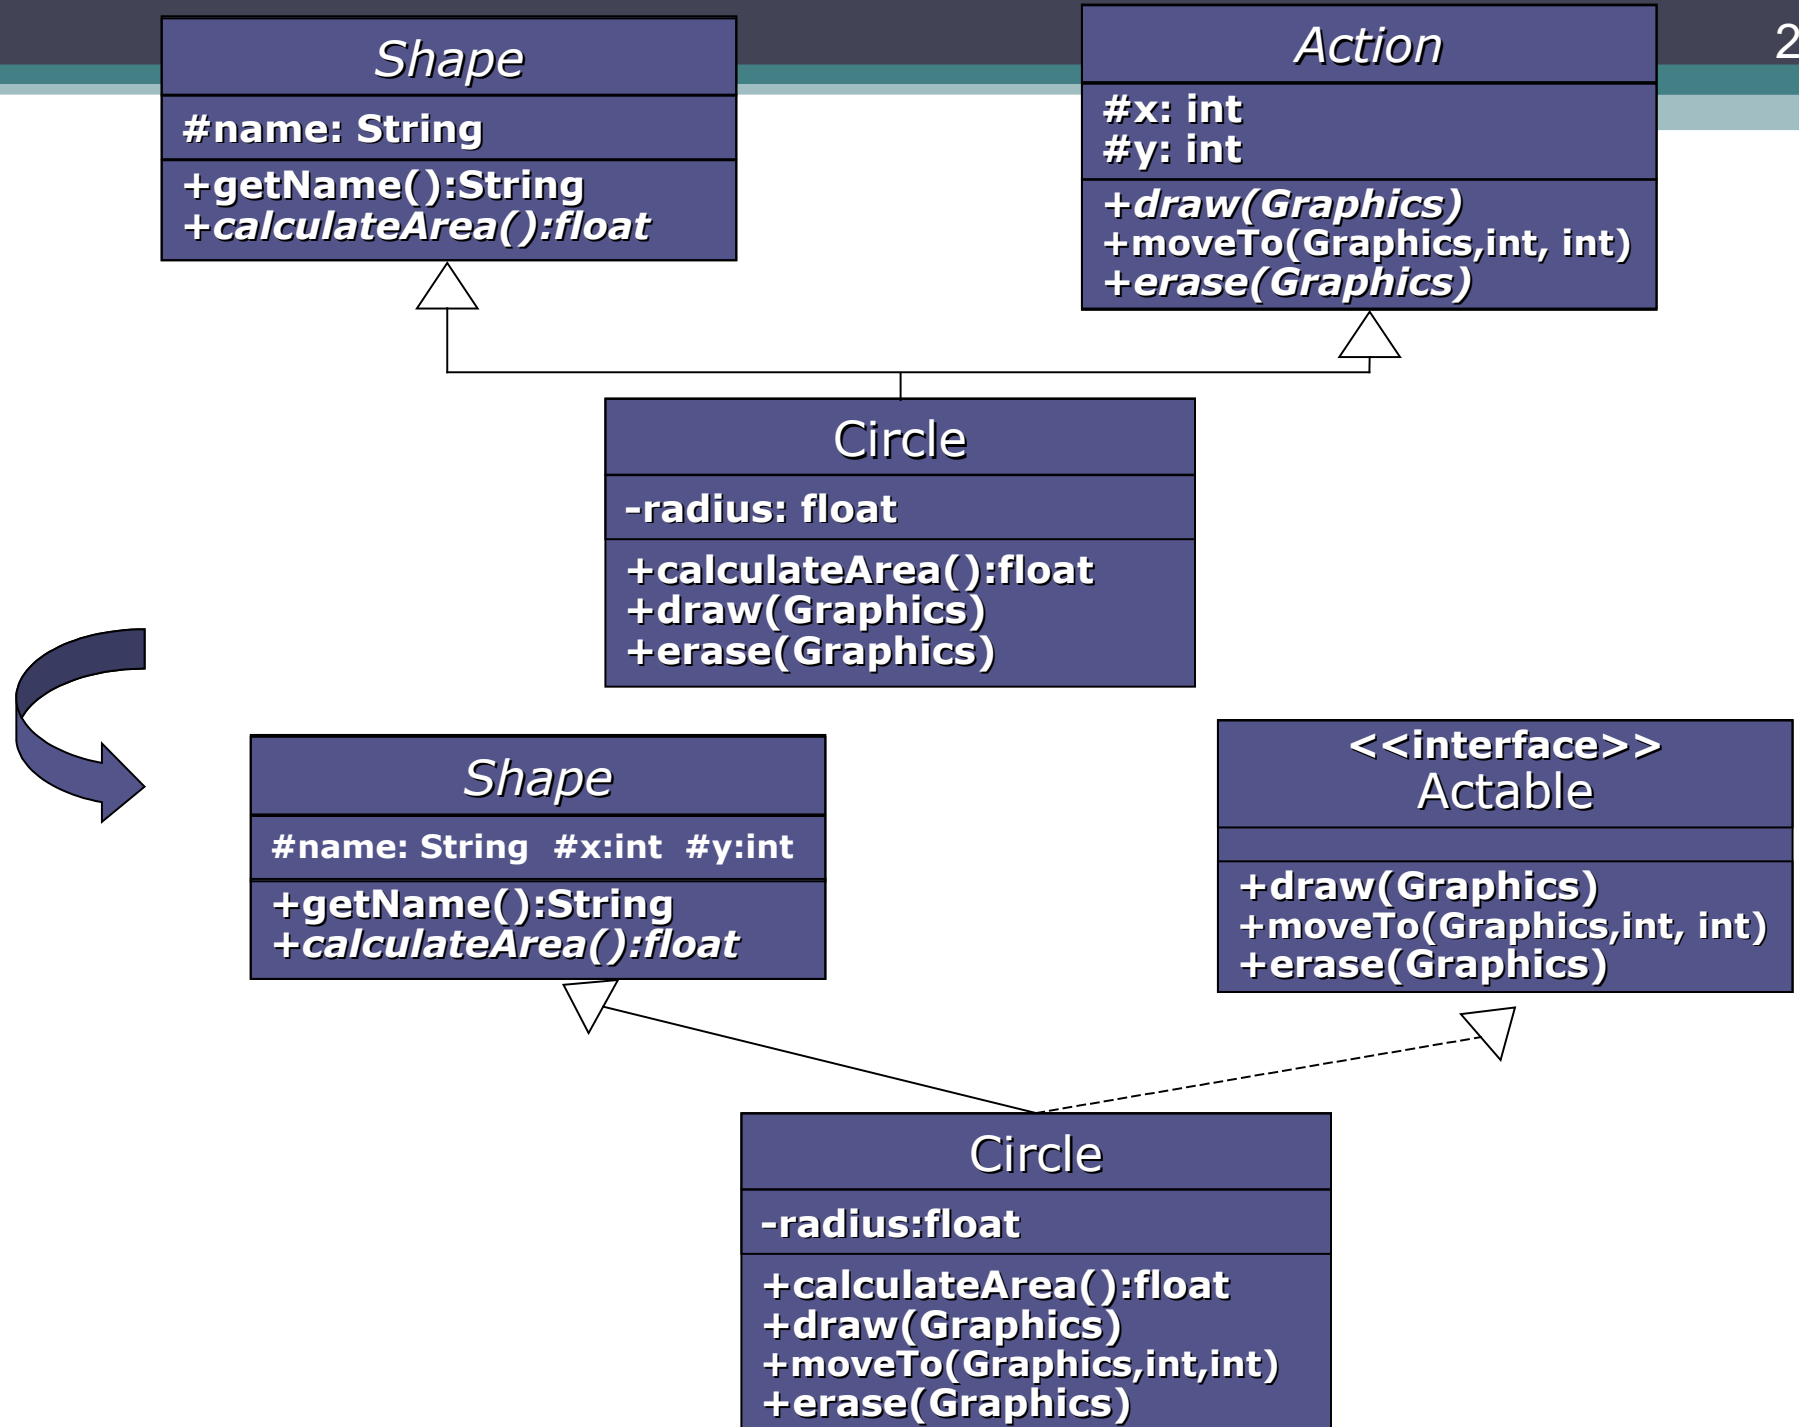 2
Shape
#name: String
+getName():String
+calculateArea():float
Action
#x: int
#y: int
+draw(Graphics)
+moveTo(Graphics,int, int)
+erase(Graphics)
Circle
-radius: float
+calculateArea():float
+draw(Graphics)
+erase(Graphics)
Shape
#name: String #x:int #y:int
+getName():String
+calculateArea():float
<<interface>>
Actable
+draw(Graphics)
+moveTo(Graphics,int, int)
+erase(Graphics)
Circle
-radius:float
+calculateArea():float
+draw(Graphics)
+moveTo(Graphics,int,int)
+erase(Graphics)